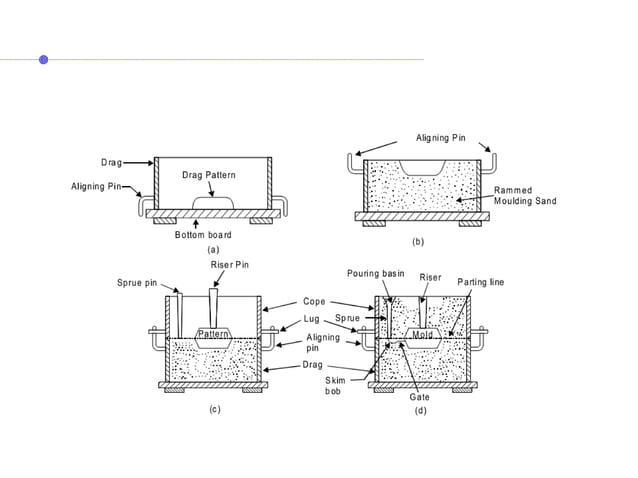 Drag
Aligning Pin
Drag Pattern
Bottom board
(a)
Aligning Pin
Rammed
Moulding Sand
(b)
Sprue pin
Riser Pin
Pattern
Cope
Lug
Aligning
pin
Drag
(c)
Pouring basin
Riser
Parting line
Sprue
Mold
Skim
bob
Gate
(d)